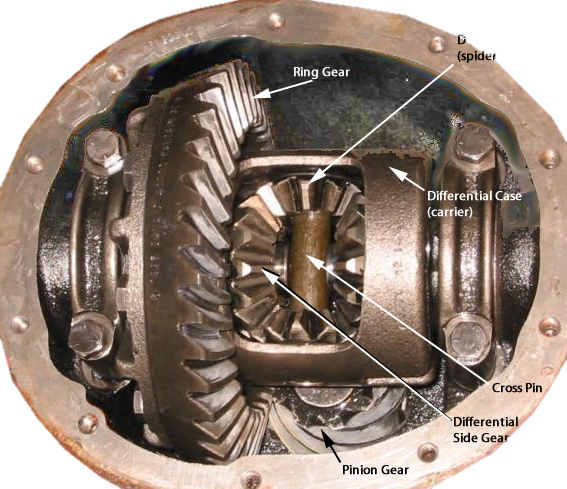 D
(spider
Ring Gear
Differential Case
(carrier)
Cross Pin
Differential
Side Gear
Pinion Gear